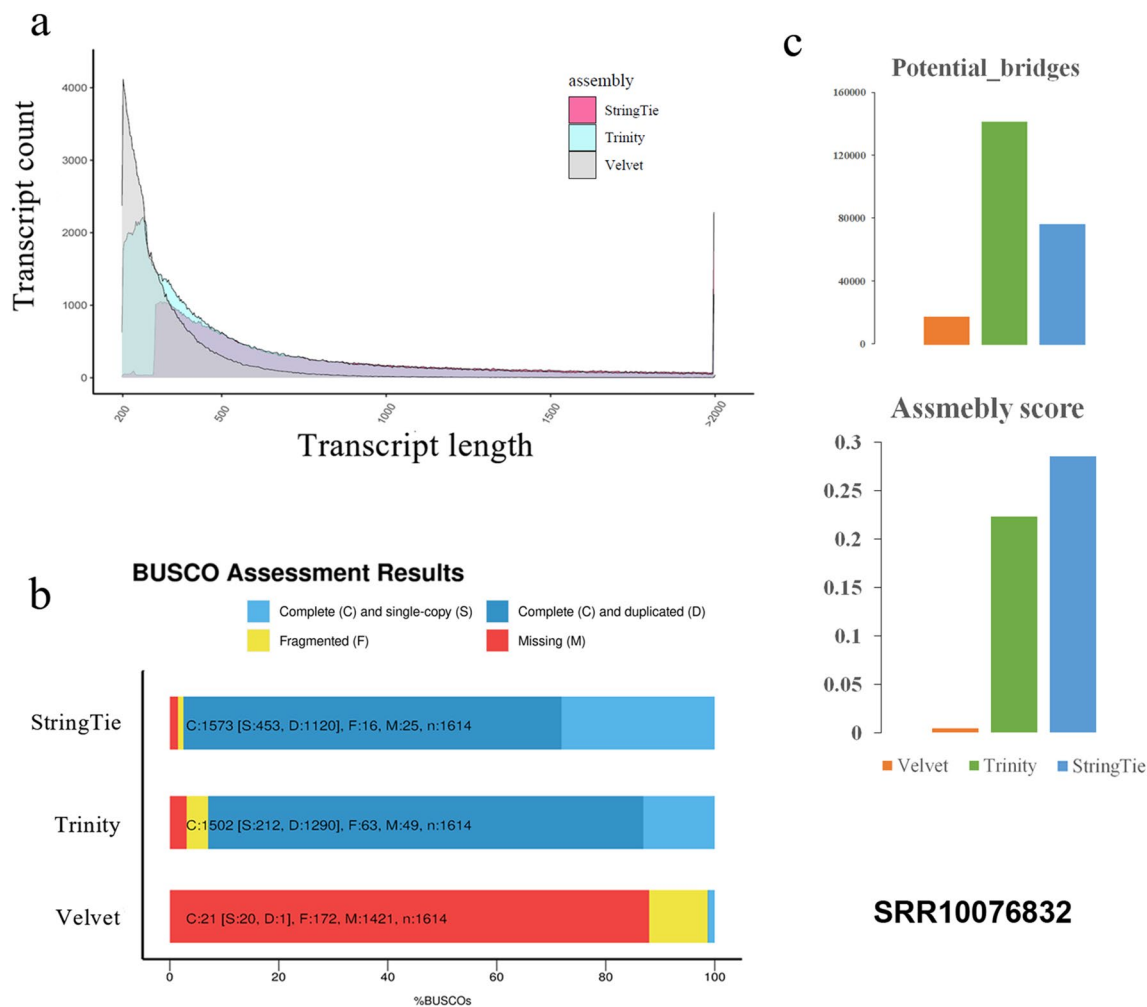 a
Transcript count
4000
3000
2000
1000
0
assembly
StringTie
Trinity
Velvet
200
500
1000
1500
>2000
Transcript length
b
BUSCO Assessment Results
Complete (C) and single-copy (S)
Complete (C) and duplicated (D)
Fragmented (F)
Missing (M)
StringTie
C:1573 [S:453, D:1120], F:16, M:25, n:1614
Trinity
C:1502 [S:212, D:1290], F:63, M:49, n:1614
Velvet
C:21 [S:20, D:1], F:172, M:1421, n:1614
0
20
40
60
80
100
%BUSCOs
c
Potential_bridges
160000
120000
80000
40000
0
Assmebly score
0.3
0.25
0.2
0.15
0.1
0.05
0
Velvet
Trinity
StringTie
SRR10076832